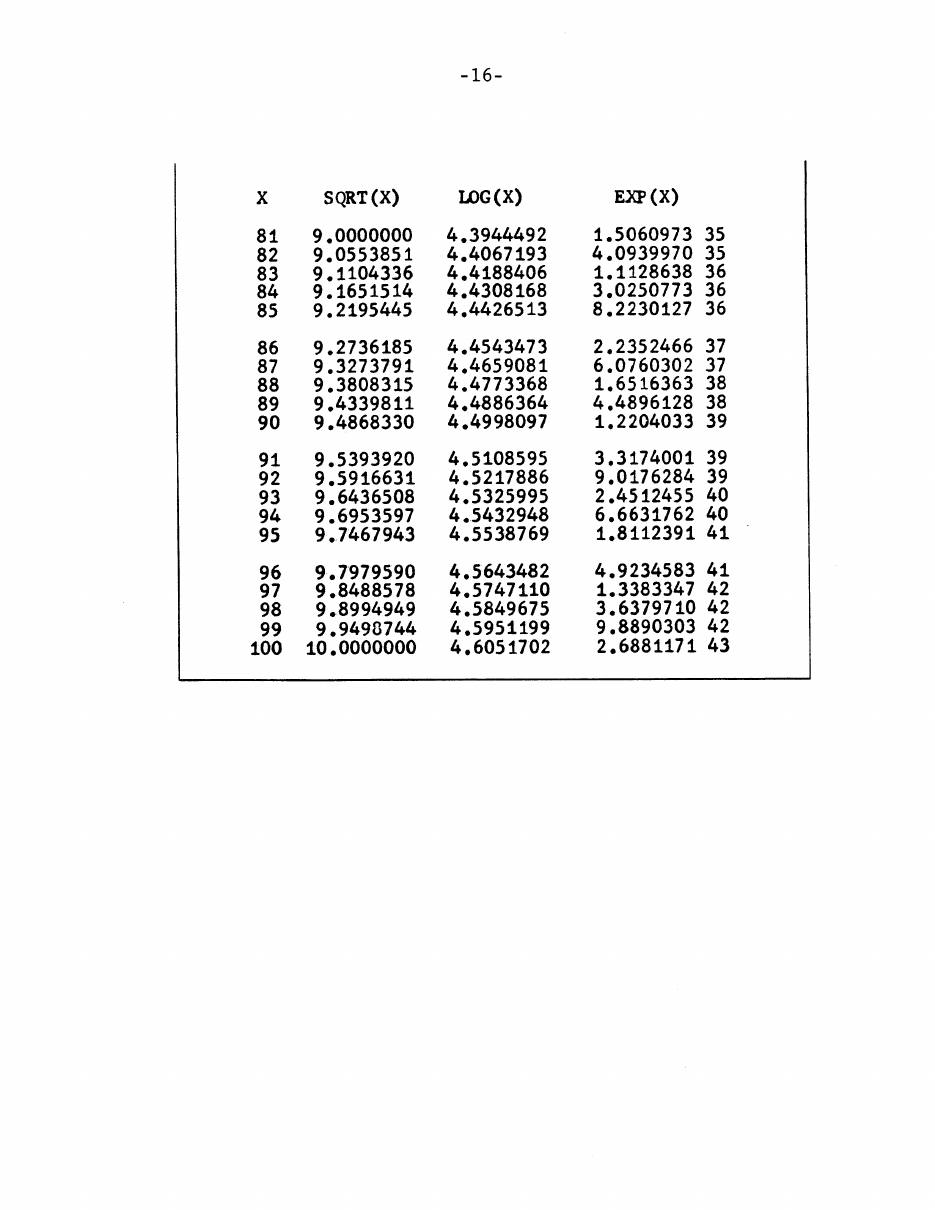 -16-
X SQRT(X) LOG(X) EXP(X)
81 9.0000000 4.3944492 1.5060973 35
82 9.0553851 4.4067193 4.0939970 35
83 9.1104336 4.4188406 1.1128638 36
84 9.1651514 4.4308168 3.0250773 36
85 9.2195445 4.4426513 8.2230127 36
86 9.2736185 4.4543473 2.2352466 37
87 9.3273791 4.4659081 6.0760302 37
88 9.3808315 4.4773368 1.6516363 38
89 9.4339811 4.4886364 4.4896128 38
90 9.4868330 4.4998097 1.2204033 39
91 9.5393920 4.5108595 3.3174001 39
92 9.5916631 4.5217886 9.0176284 39
93 9.6436508 4.5325995 2.4512455 40
94 9.6953597 4.5432948 6.6631762 40
95 9.7467943 4.5538769 1.8112391 41
96 9.7979590 4.5643482 4.9234583 41
97 9.8488578 4.5747110 1.3383347 42
98 9.8994949 4.5849675 3.6379710 42
99 9.9498744 4.5951199 9.8890303 42
100 10.0000000 4.6051702 2.6881171 43